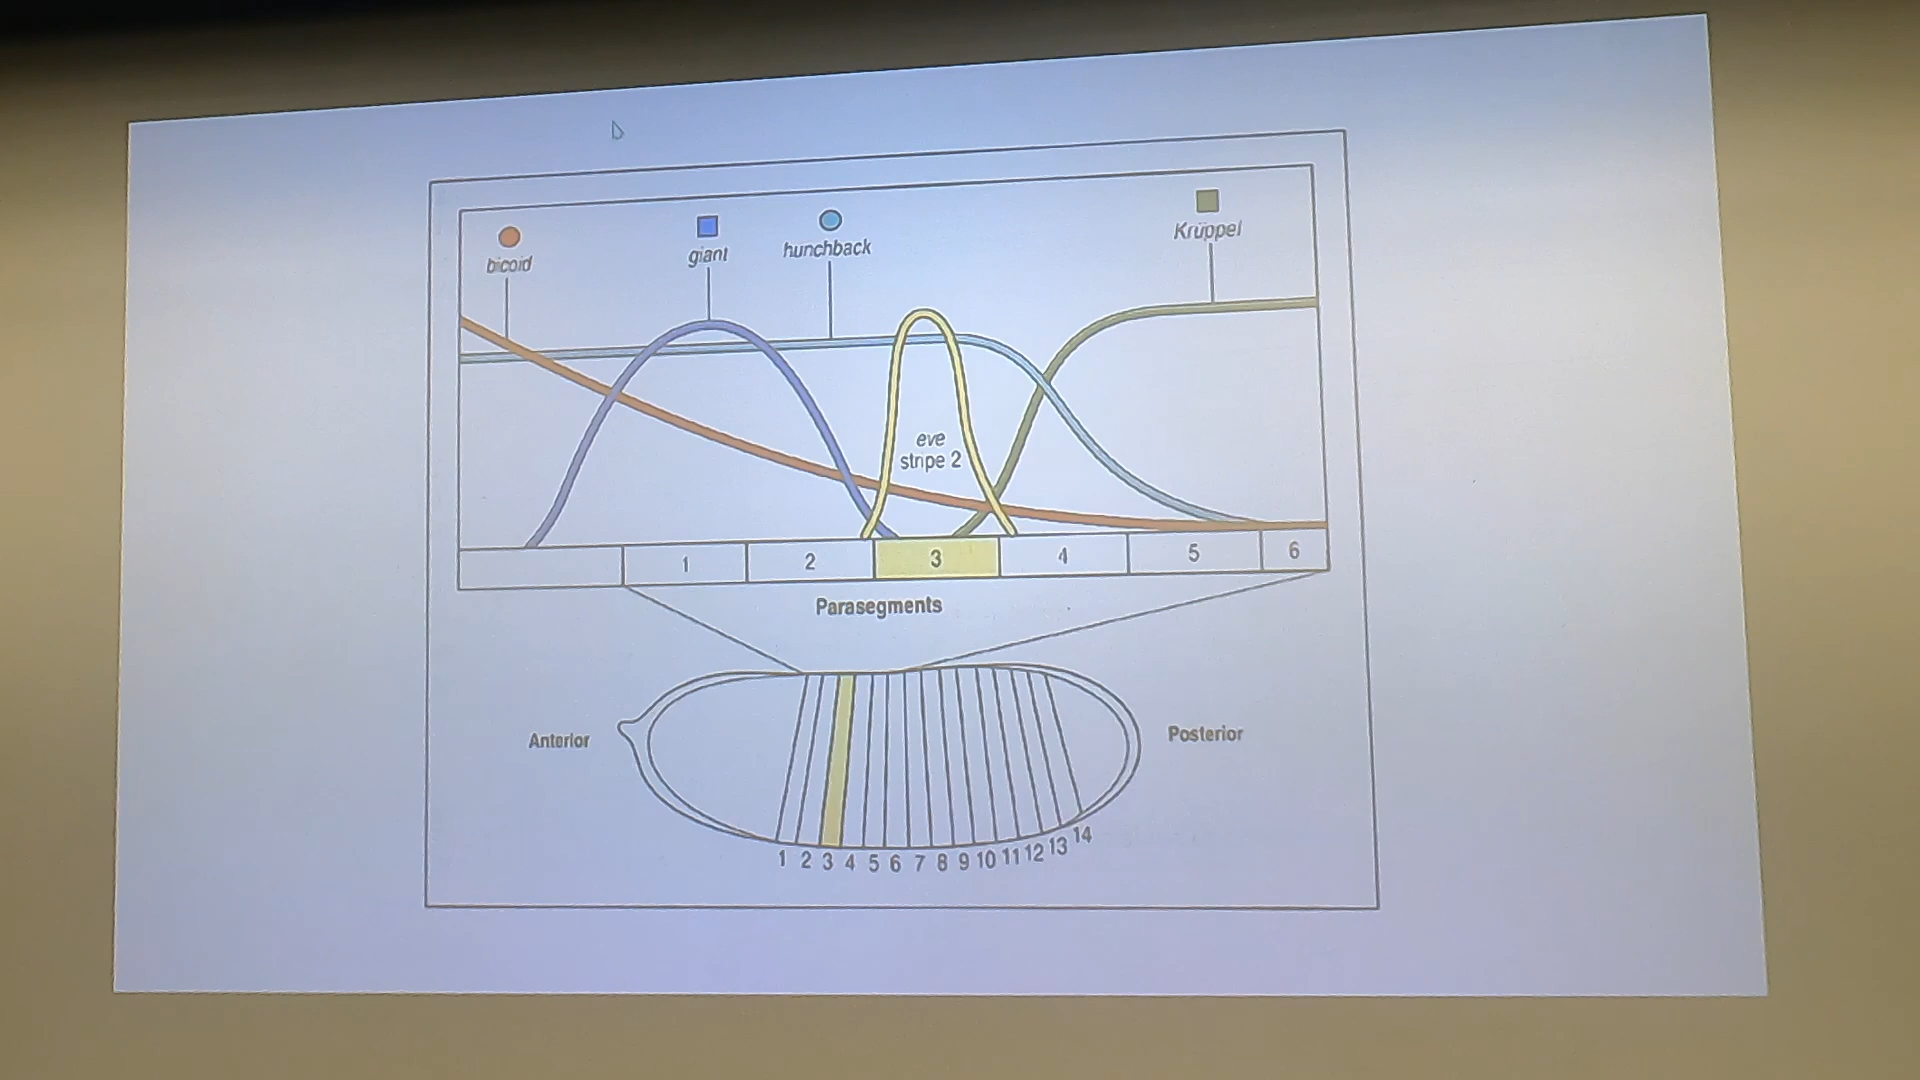 bicoid
giant
hunchback
Krüppel
eve
stripe 2
1 2 3 4 5 6
Parasegments
Anterior
Posterior
1 2 3 4 5 6 7 8 9 10 11 12 13 14